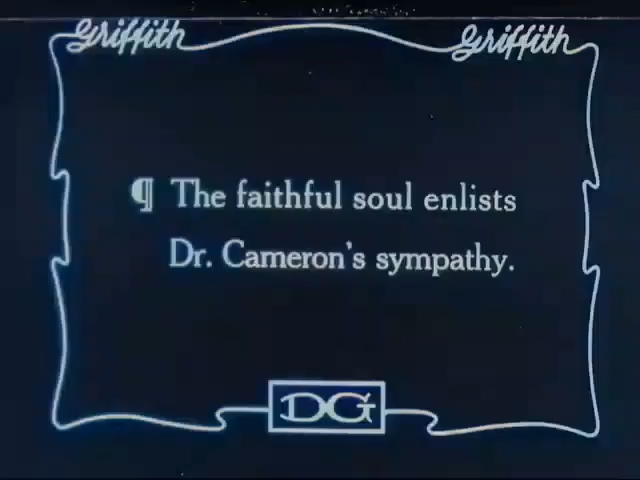 Griffith Griffith
¶ The faithful soul enlists
Dr. Cameron's sympathy.
DG